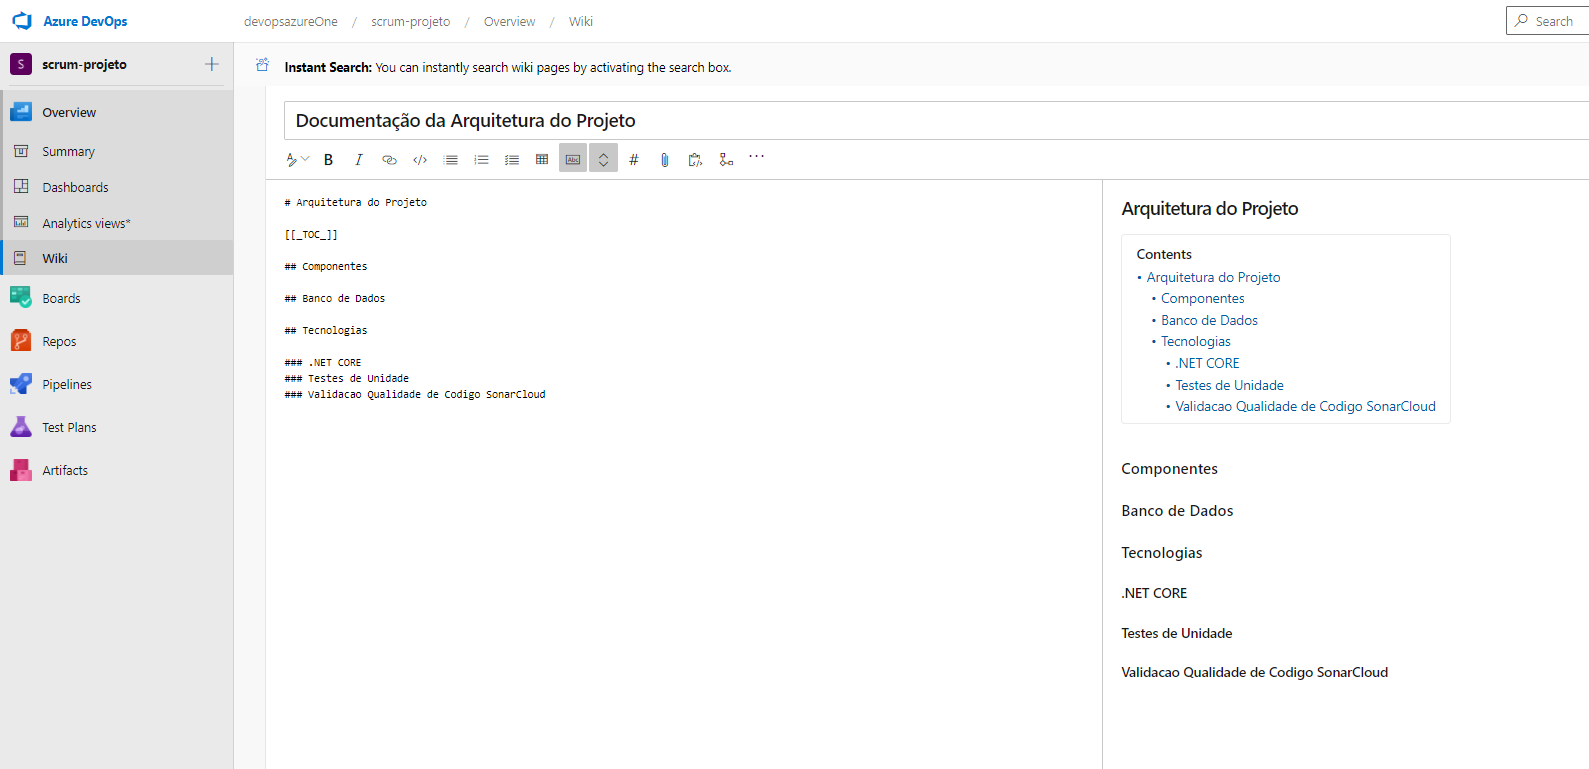 Azure DevOps
devopsazureOne / scrum-projeto / Overview / Wiki
Search
S scrum-projeto
Instant Search: You can instantly search wiki pages by activating the search box.
Overview
Summary
Dashboards
Analytics views*
Wiki
Boards
Repos
Pipelines
Test Plans
Artifacts
Documentação da Arquitetura do Projeto
B I </> Abc # ...
# Arquitetura do Projeto
[[_TOC_]]
## Componentes
## Banco de Dados
## Tecnologias
### .NET CORE
### Testes de Unidade
### Validacao Qualidade de Codigo SonarCloud
Arquitetura do Projeto
Contents
• Arquitetura do Projeto
• Componentes
• Banco de Dados
• Tecnologias
• .NET CORE
• Testes de Unidade
• Validacao Qualidade de Codigo SonarCloud
Componentes
Banco de Dados
Tecnologias
.NET CORE
Testes de Unidade
Validacao Qualidade de Codigo SonarCloud